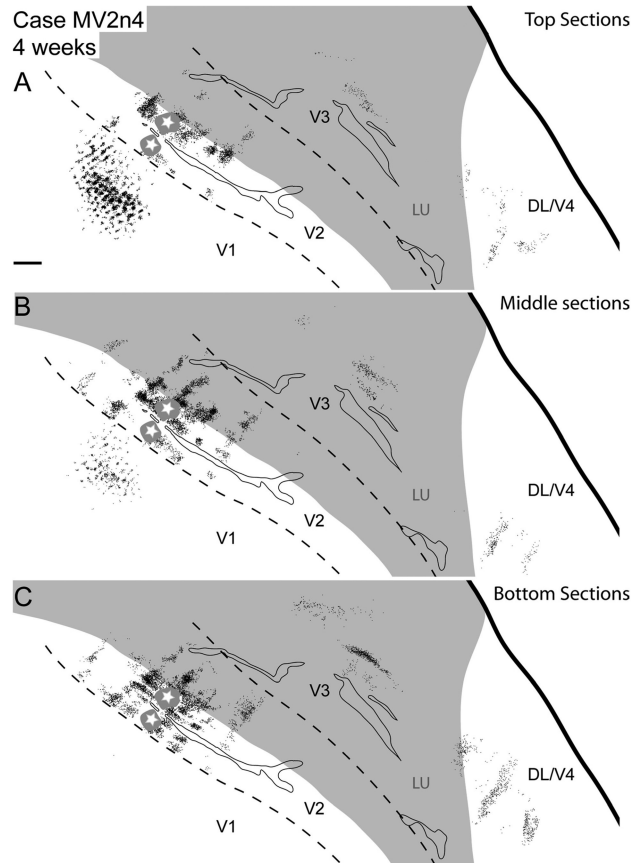 Case MV2n4
4 weeks
Top Sections
A
V3
LU
DL/V4
V2
V1
B
Middle sections
V3
LU
DL/V4
V2
V1
C
Bottom Sections
V3
LU
DL/V4
V2
V1